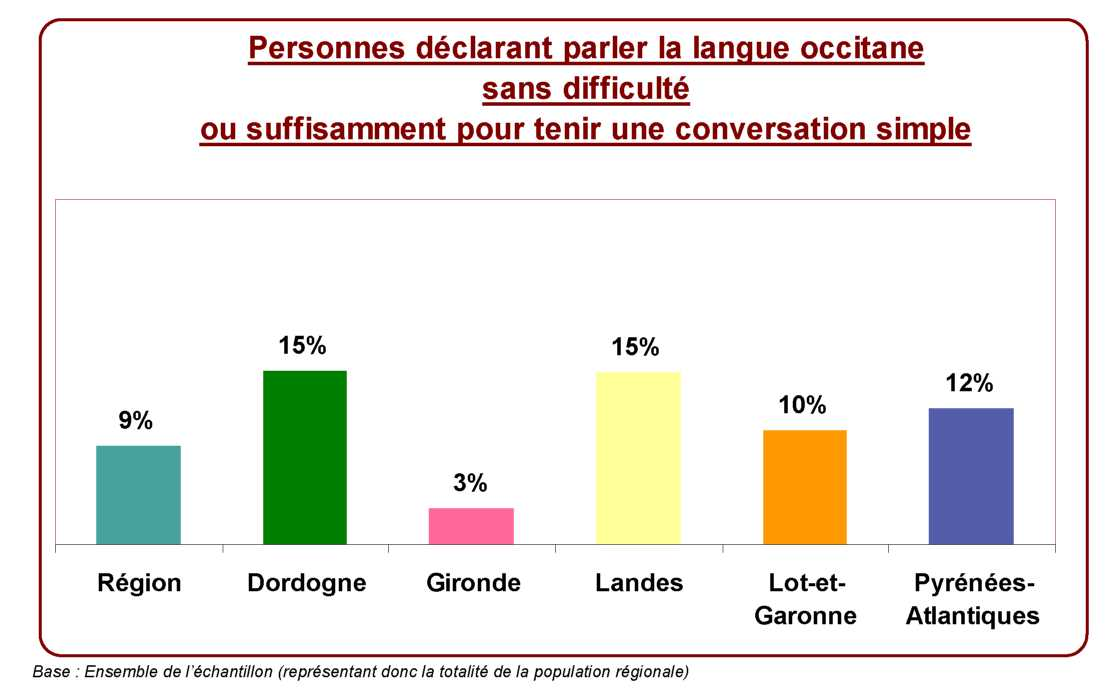 Personnes déclarant parler la langue occitane
sans difficulté
ou suffisamment pour tenir une conversation simple
9%
15%
3%
15%
10%
12%
Région
Dordogne
Gironde
Landes
Lot-et-
Garonne
Pyrénées-
Atlantiques
Base : Ensemble de l'échantillon (représentant donc la totalité de la population régionale)